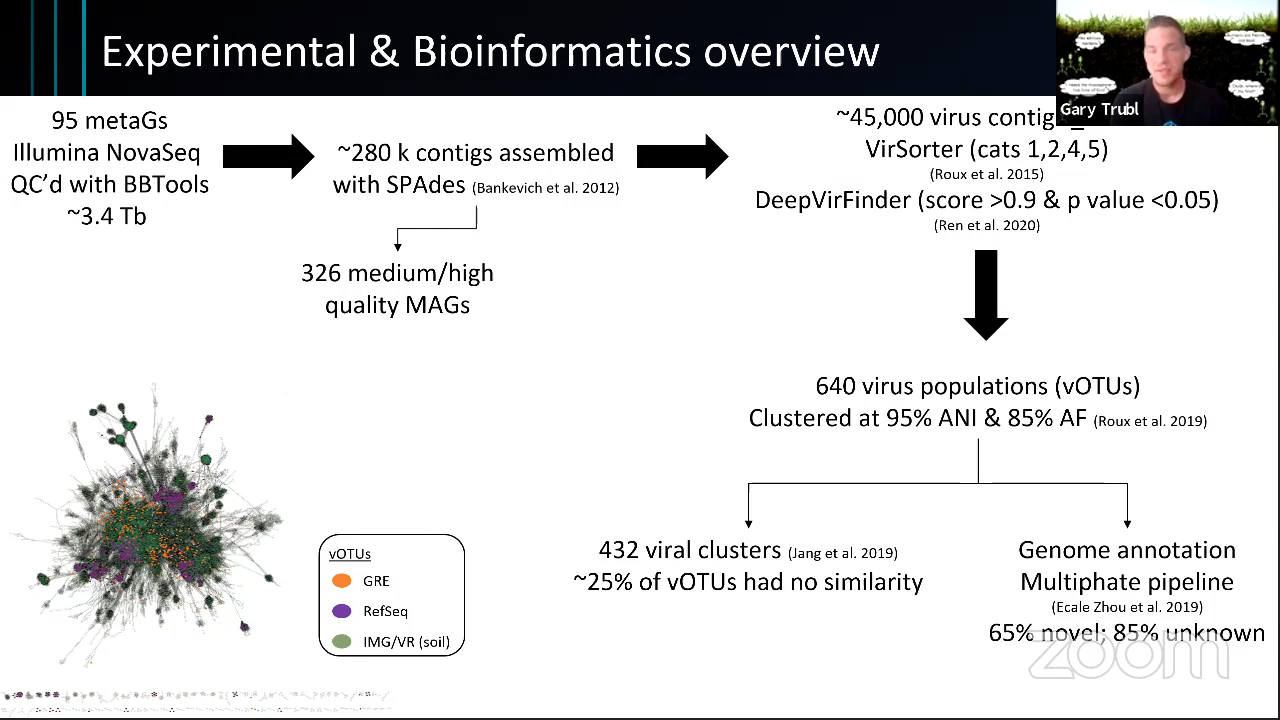 Experimental & Bioinformatics overview
Gary Trubl
95 metaGs
Illumina NovaSeq
QC'd with BBTools
~3.4 Tb
~280 k contigs assembled
with SPAdes (Bankevich et al. 2012)
326 medium/high
quality MAGs
~45,000 virus contig
VirSorter (cats 1,2,4,5)
(Roux et al. 2015)
DeepVirFinder (score >0.9 & p value <0.05)
(Ren et al. 2020)
640 virus populations (vOTUs)
Clustered at 95% ANI & 85% AF (Roux et al. 2019)
432 viral clusters (Jang et al. 2019)
~25% of vOTUs had no similarity
Genome annotation
Multiphate pipeline
(Ecale Zhou et al. 2019)
65% novel; 85% unknown
vOTUs
GRE
RefSeq
IMG/VR (soil)
zoom